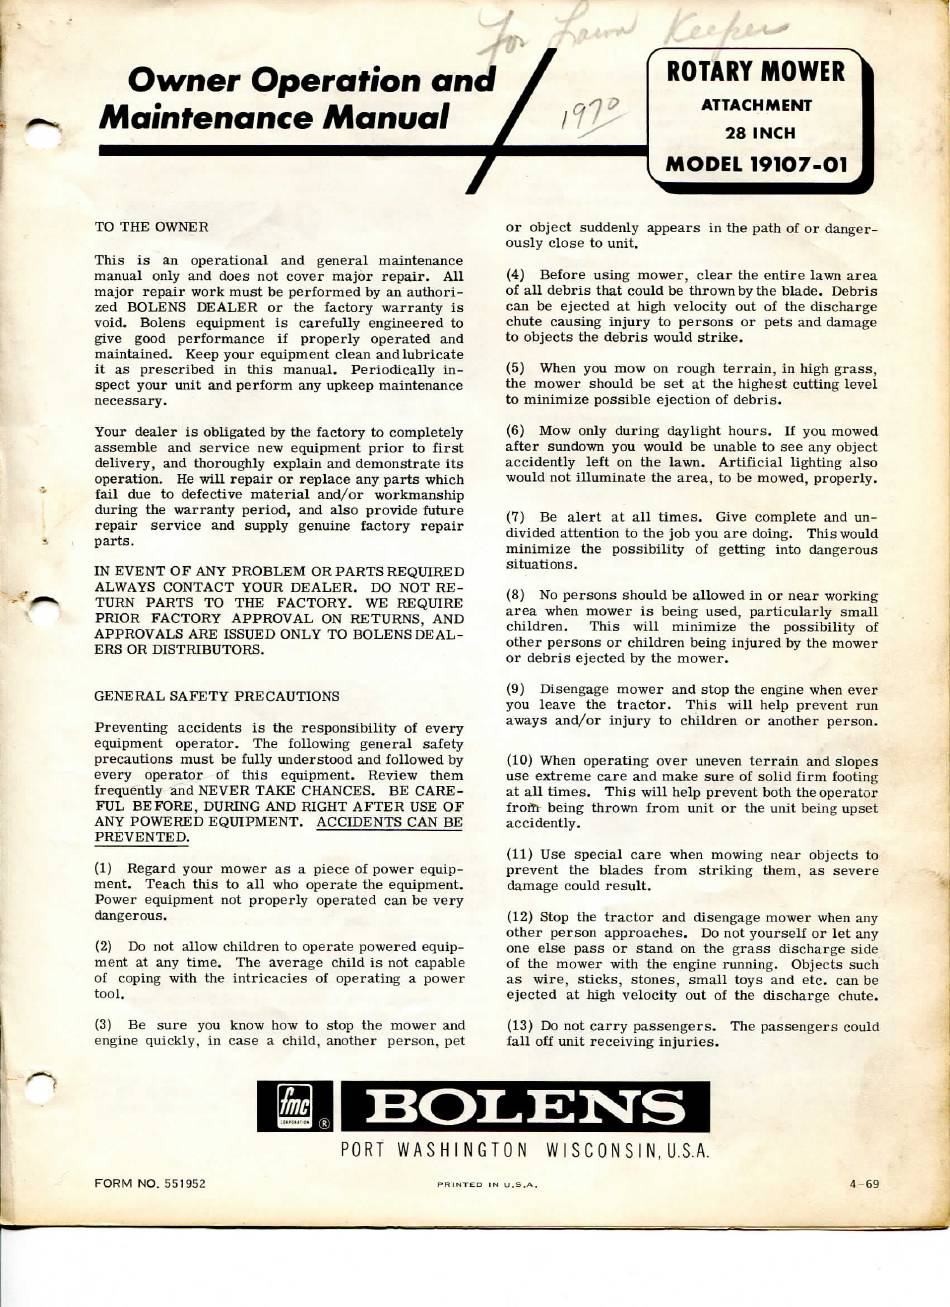 For Lawn Keeper
Owner Operation and
Maintenance Manual
1970
ROTARY MOWER
ATTACHMENT
28 INCH
MODEL 19107-01
TO THE OWNER
This is an operational and general maintenance
manual only and does not cover major repair. All
major repair work must be performed by an authori-
zed BOLENS DEALER or the factory warranty is
void. Bolens equipment is carefully engineered to
give good performance if properly operated and
maintained. Keep your equipment clean and lubricate
it as prescribed in this manual. Periodically in-
spect your unit and perform any upkeep maintenance
necessary.
Your dealer is obligated by the factory to completely
assemble and service new equipment prior to first
delivery, and thoroughly explain and demonstrate its
operation. He will repair or replace any parts which
fail due to defective material and/or workmanship
during the warranty period, and also provide future
repair service and supply genuine factory repair
parts.
IN EVENT OF ANY PROBLEM OR PARTS REQUIRED
ALWAYS CONTACT YOUR DEALER. DO NOT RE-
TURN PARTS TO THE FACTORY. WE REQUIRE
PRIOR FACTORY APPROVAL ON RETURNS, AND
APPROVALS ARE ISSUED ONLY TO BOLENS DEAL-
ERS OR DISTRIBUTORS.
GENERAL SAFETY PRECAUTIONS
Preventing accidents is the responsibility of every
equipment operator. The following general safety
precautions must be fully understood and followed by
every operator of this equipment. Review them
frequently and NEVER TAKE CHANCES. BE CARE-
FUL BEFORE, DURING AND RIGHT AFTER USE OF
ANY POWERED EQUIPMENT. ACCIDENTS CAN BE
PREVENTED.
(1) Regard your mower as a piece of power equip-
ment. Teach this to all who operate the equipment.
Power equipment not properly operated can be very
dangerous.
(2) Do not allow children to operate powered equip-
ment at any time. The average child is not capable
of coping with the intricacies of operating a power
tool.
(3) Be sure you know how to stop the mower and
engine quickly, in case a child, another person, pet
or object suddenly appears in the path of or danger-
ously close to unit.
(4) Before using mower, clear the entire lawn area
of all debris that could be thrown by the blade. Debris
can be ejected at high velocity out of the discharge
chute causing injury to persons or pets and damage
to objects the debris would strike.
(5) When you mow on rough terrain, in high grass,
the mower should be set at the highest cutting level
to minimize possible ejection of debris.
(6) Mow only during daylight hours. If you mowed
after sundown you would be unable to see any object
accidently left on the lawn. Artificial lighting also
would not illuminate the area, to be mowed, properly.
(7) Be alert at all times. Give complete and un-
divided attention to the job you are doing. This would
minimize the possibility of getting into dangerous
situations.
(8) No persons should be allowed in or near working
area when mower is being used, particularly small
children. This will minimize the possibility of
other persons or children being injured by the mower
or debris ejected by the mower.
(9) Disengage mower and stop the engine when ever
you leave the tractor. This will help prevent run
aways and/or injury to children or another person.
(10) When operating over uneven terrain and slopes
use extreme care and make sure of solid firm footing
at all times. This will help prevent both the operator
from being thrown from unit or the unit being upset
accidently.
(11) Use special care when mowing near objects to
prevent the blades from striking them, as severe
damage could result.
(12) Stop the tractor and disengage mower when any
other person approaches. Do not yourself or let any
one else pass or stand on the grass discharge side
of the mower with the engine running. Objects such
as wire, sticks, stones, small toys and etc. can be
ejected at high velocity out of the discharge chute.
(13) Do not carry passengers. The passengers could
fall off unit receiving injuries.
fmc
CORPORATION
®
BOLENS
PORT WASHINGTON WISCONSIN, U.S.A.
FORM NO. 551952
PRINTED IN U.S.A.
4-69